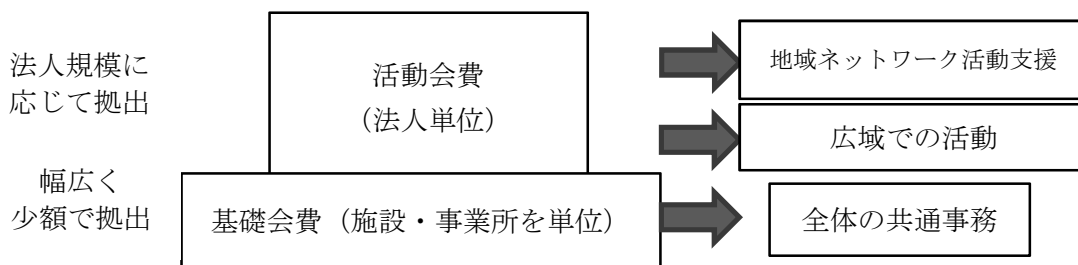 法人規模に
応じて拠出
活動会費
（法人単位）
地域ネットワーク活動支援
広域での活動
幅広く
少額で拠出
基礎会費（施設・事業所を単位）
全体の共通事務